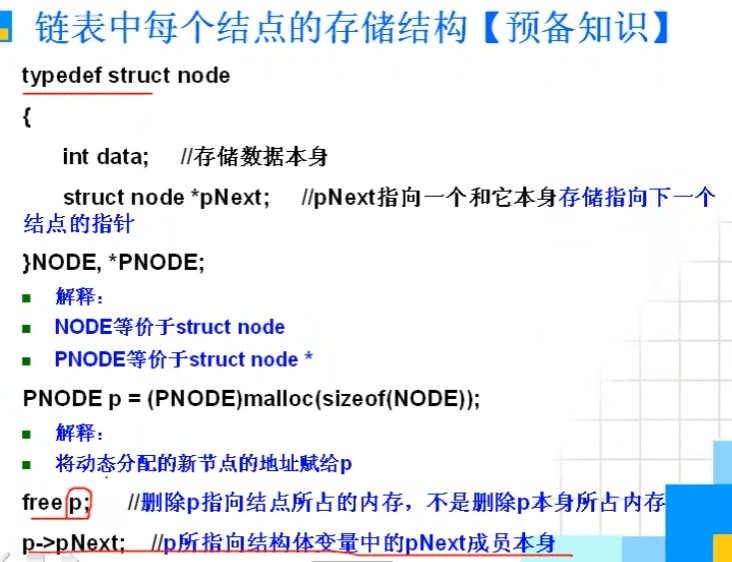 链表中每个结点的存储结构【预备知识】
typedef struct node
{
int data; //存储数据本身
struct node *pNext; //pNext指向一个和它本身存储指向下一个
结点的指针
}NODE, *PNODE;
解释：
NODE等价于struct node
PNODE等价于struct node *
PNODE p = (PNODE)malloc(sizeof(NODE));
解释：
将动态分配的新节点的地址赋给p
free p; //删除p指向结点所占的内存，不是删除p本身所占内存
p->pNext; //p所指向结构体变量中的pNext成员本身